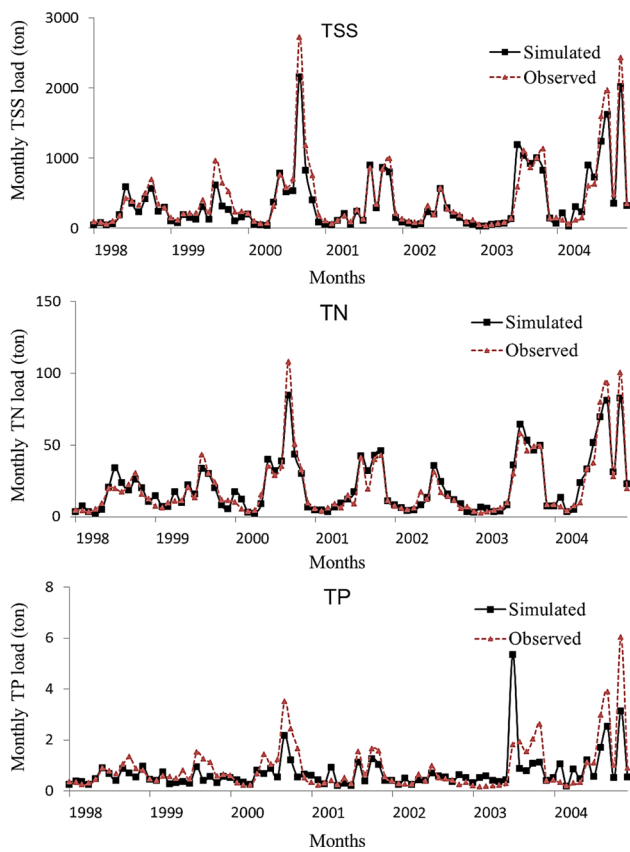 TSS
Monthly TSS load (ton)
3000
2000
1000
0
Simulated
Observed
1998 1999 2000 2001 2002 2003 2004
Months
TN
Monthly TN load (ton)
150
100
50
0
Simulated
Observed
1998 1999 2000 2001 2002 2003 2004
Months
TP
Monthly TP load (ton)
8
6
4
2
0
Simulated
Observed
1998 1999 2000 2001 2002 2003 2004
Months